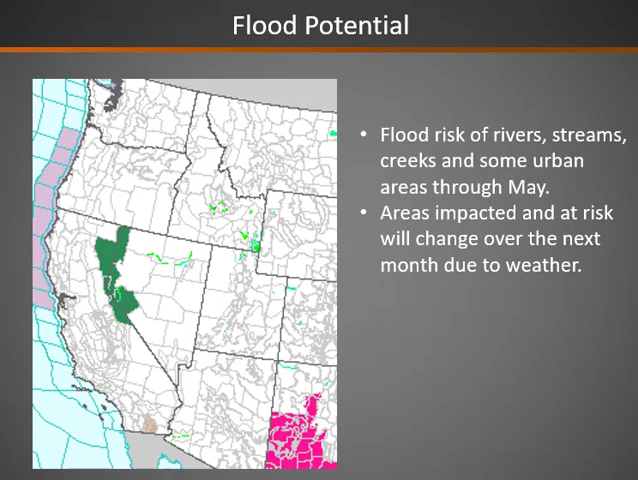 Flood Potential
• Flood risk of rivers, streams,
creeks and some urban
areas through May.
• Areas impacted and at risk
will change over the next
month due to weather.